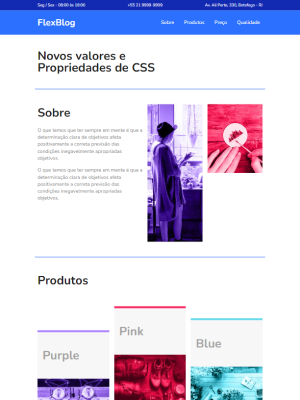 Seg / Sex - 08:00 às 18:00
+55 21 9999-9999
Av. Ali Perto, 330, Botafogo - RJ
FlexBlog
Sobre
Produtos
Preço
Qualidade
Novos valores e
Propriedades de CSS
Sobre
O que temos que ter sempre em mente é que a
determinação clara de objetivos afeta
positivamente a correta previsão das
condições inegavelmente apropriadas
objetivos.
O que temos que ter sempre em mente é que a
determinação clara de objetivos afeta
positivamente a correta previsão das
condições inegavelmente apropriadas
objetivos.
Produtos
Purple
Pink
Blue